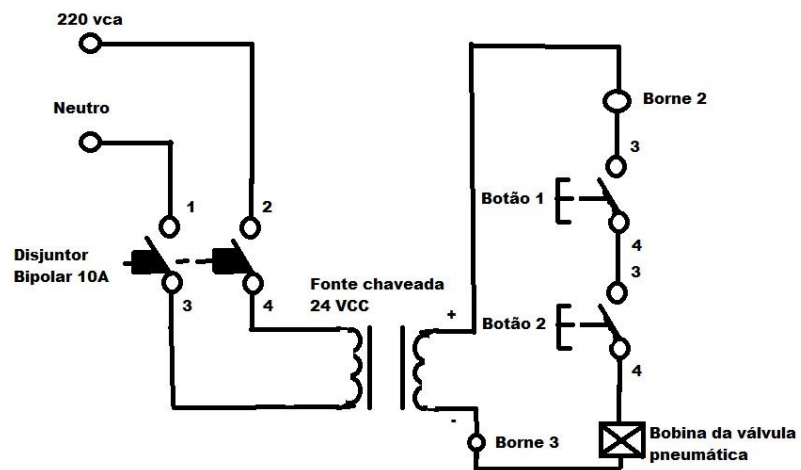 220 vca
Neutro
1
2
Disjuntor
Bipolar 10A
3
4
Fonte chaveada
24 VCC
+
-
Borne 3
Borne 2
3
Botão 1
4
3
Botão 2
4
Bobina da válvula
pneumática